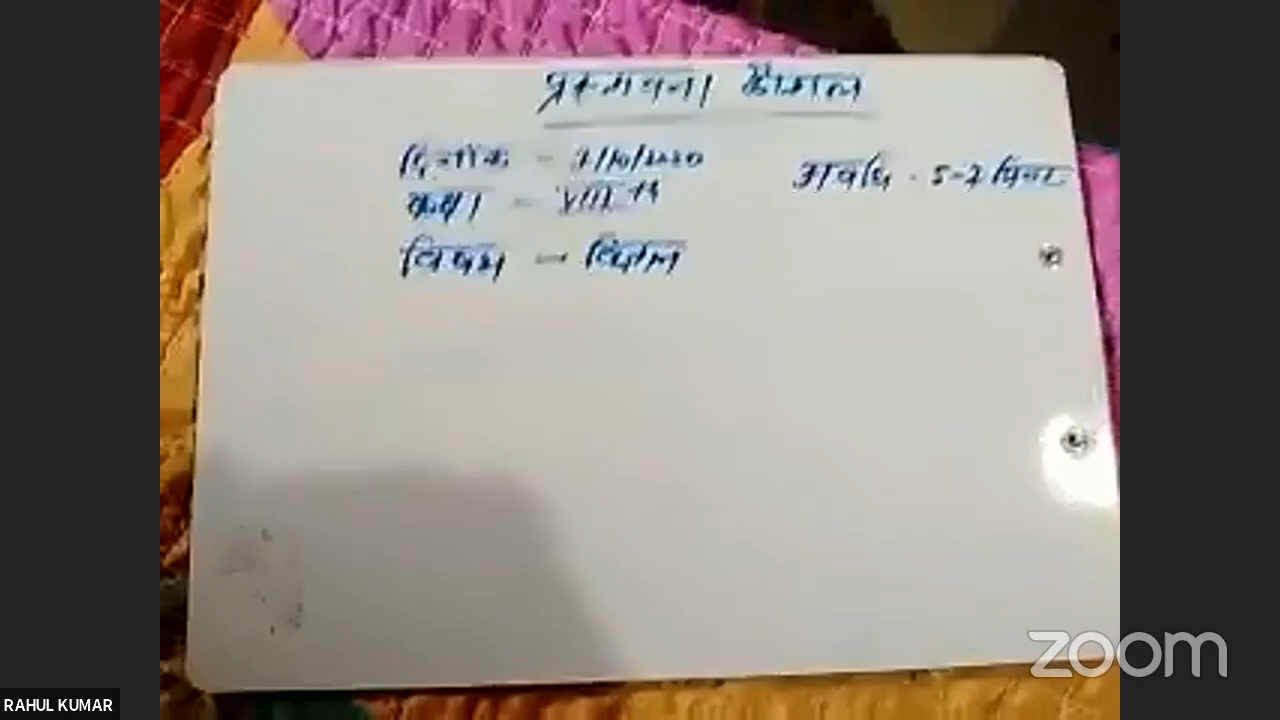 प्रस्तावना कौशल
दिनांक - 7/10/2020
अवधि - 5-7 मिनट
कक्षा - VIII वीं
विषय - विज्ञान
zoom
RAHUL KUMAR